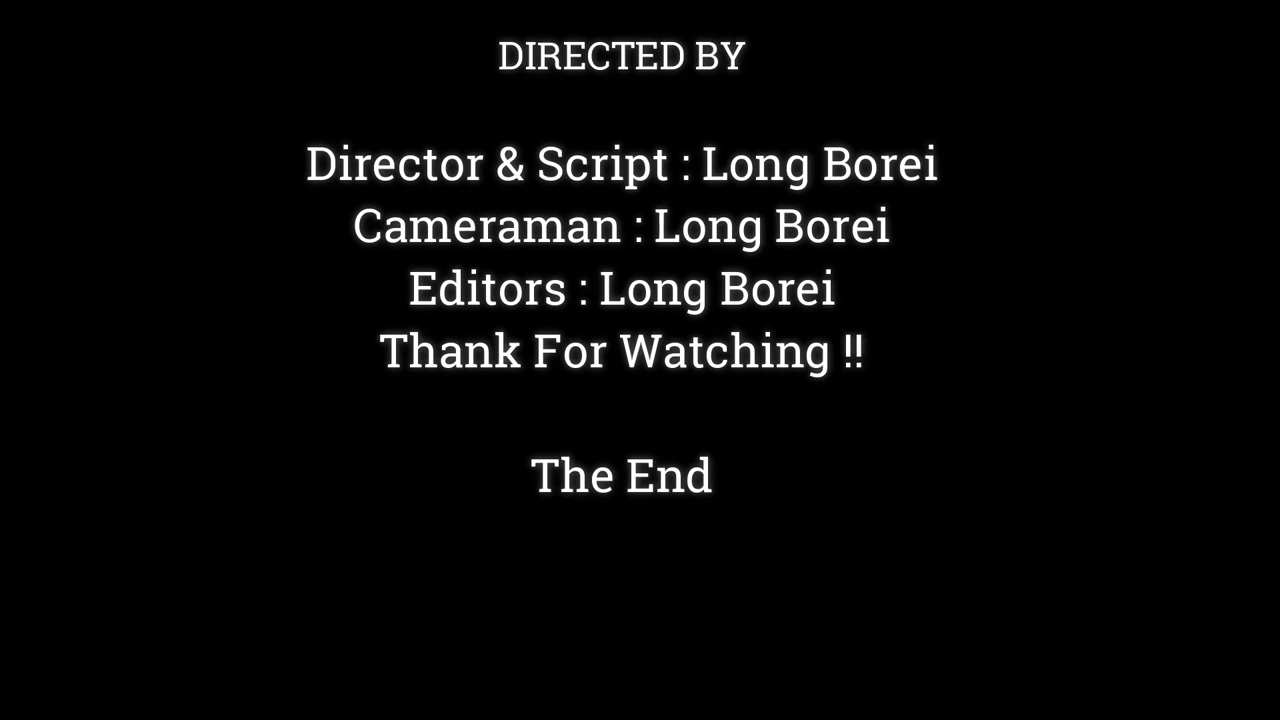 DIRECTED BY
Director & Script : Long Borei
Cameraman : Long Borei
Editors : Long Borei
Thank For Watching !!
The End